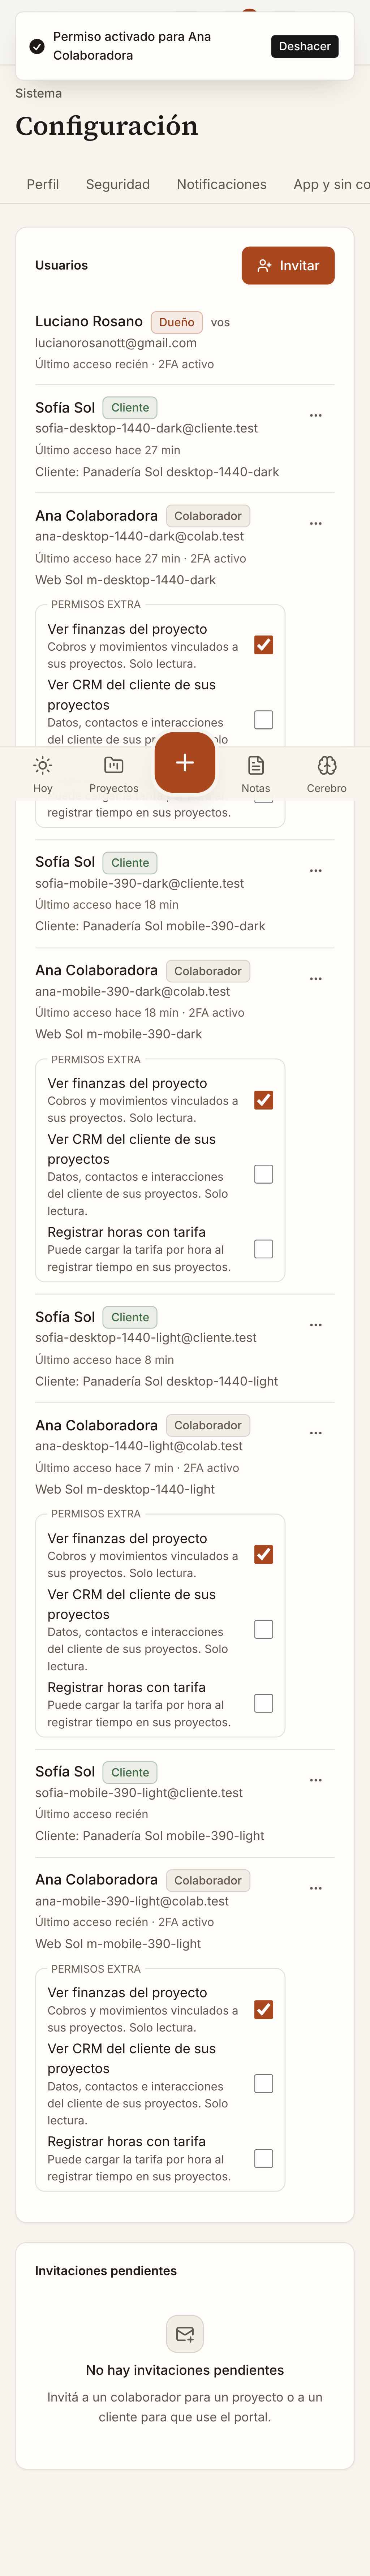 Permiso activado para Ana
Colaboradora
Deshacer
Sistema
Configuración
Perfil
Seguridad
Notificaciones
App y sin co
Usuarios
Invitar
Luciano Rosano Dueño vos
lucianorosanott@gmail.com
Último acceso recién · 2FA activo
Sofía Sol Cliente
sofia-desktop-1440-dark@cliente.test
Último acceso hace 27 min
Cliente: Panadería Sol desktop-1440-dark
Ana Colaboradora Colaborador
ana-desktop-1440-dark@colab.test
Último acceso hace 27 min · 2FA activo
Web Sol m-desktop-1440-dark
PERMISOS EXTRA
Ver finanzas del proyecto
Cobros y movimientos vinculados a
sus proyectos. Solo lectura.
Ver CRM del cliente de sus
proyectos
Datos, contactos e interacciones
Hoy
Proyectos
Notas
Cerebro
registrar tiempo en sus proyectos.
Sofía Sol Cliente
sofia-mobile-390-dark@cliente.test
Último acceso hace 18 min
Cliente: Panadería Sol mobile-390-dark
Ana Colaboradora Colaborador
ana-mobile-390-dark@colab.test
Último acceso hace 18 min · 2FA activo
Web Sol m-mobile-390-dark
PERMISOS EXTRA
Ver finanzas del proyecto
Cobros y movimientos vinculados a
sus proyectos. Solo lectura.
Ver CRM del cliente de sus
proyectos
Datos, contactos e interacciones
del cliente de sus proyectos. Solo
lectura.
Registrar horas con tarifa
Puede cargar la tarifa por hora al
registrar tiempo en sus proyectos.
Sofía Sol Cliente
sofia-desktop-1440-light@cliente.test
Último acceso hace 8 min
Cliente: Panadería Sol desktop-1440-light
Ana Colaboradora Colaborador
ana-desktop-1440-light@colab.test
Último acceso hace 7 min · 2FA activo
Web Sol m-desktop-1440-light
PERMISOS EXTRA
Ver finanzas del proyecto
Cobros y movimientos vinculados a
sus proyectos. Solo lectura.
Ver CRM del cliente de sus
proyectos
Datos, contactos e interacciones
del cliente de sus proyectos. Solo
lectura.
Registrar horas con tarifa
Puede cargar la tarifa por hora al
registrar tiempo en sus proyectos.
Sofía Sol Cliente
sofia-mobile-390-light@cliente.test
Último acceso recién
Cliente: Panadería Sol mobile-390-light
Ana Colaboradora Colaborador
ana-mobile-390-light@colab.test
Último acceso recién · 2FA activo
Web Sol m-mobile-390-light
PERMISOS EXTRA
Ver finanzas del proyecto
Cobros y movimientos vinculados a
sus proyectos. Solo lectura.
Ver CRM del cliente de sus
proyectos
Datos, contactos e interacciones
del cliente de sus proyectos. Solo
lectura.
Registrar horas con tarifa
Puede cargar la tarifa por hora al
registrar tiempo en sus proyectos.
Invitaciones pendientes
No hay invitaciones pendientes
Invitá a un colaborador para un proyecto o a un
cliente para que use el portal.